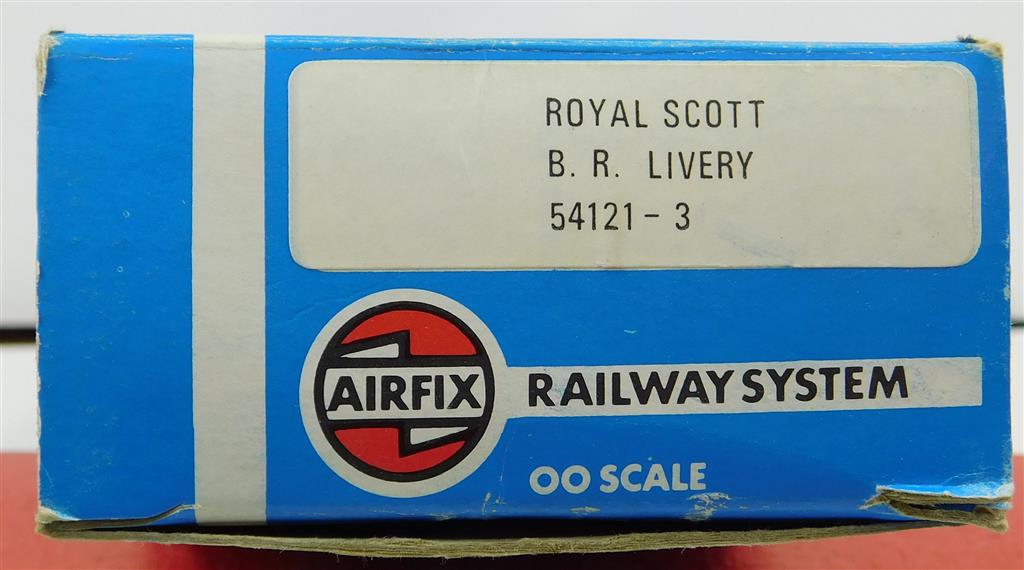 ROYAL SCOTT
B. R. LIVERY
54121 - 3
AIRFIX RAILWAY SYSTEM
OO SCALE